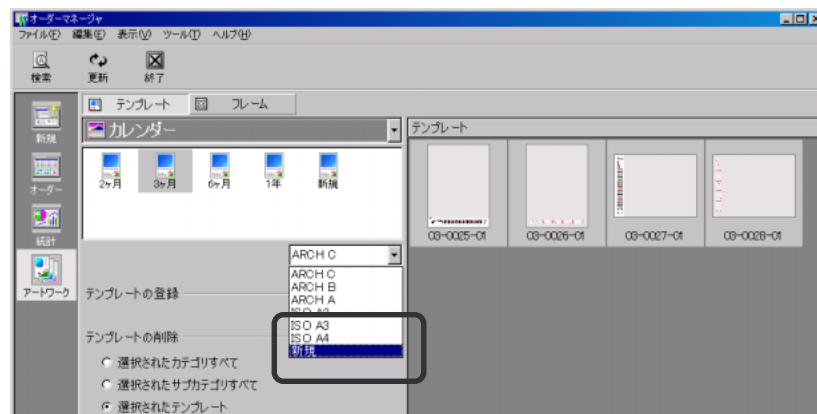 オーダーマネージャ
ファイル(F) 編集(E) 表示(V) ツール(T) ヘルプ(H)
検索 更新 終了
テンプレート フレーム
カレンダー
テンプレート
新規
オーダー
統計
アートワーク
2ヶ月 3ヶ月 6ヶ月 1年 新規
03-0025-01 03-0026-01 03-0027-01 03-0028-01
ARCH C
ARCH C
ARCH B
ARCH A
ISO A2
ISO A3
ISO A4
新規
テンプレートの登録
テンプレートの削除
選択されたカテゴリすべて
選択されたサブカテゴリすべて
選択されたテンプレート